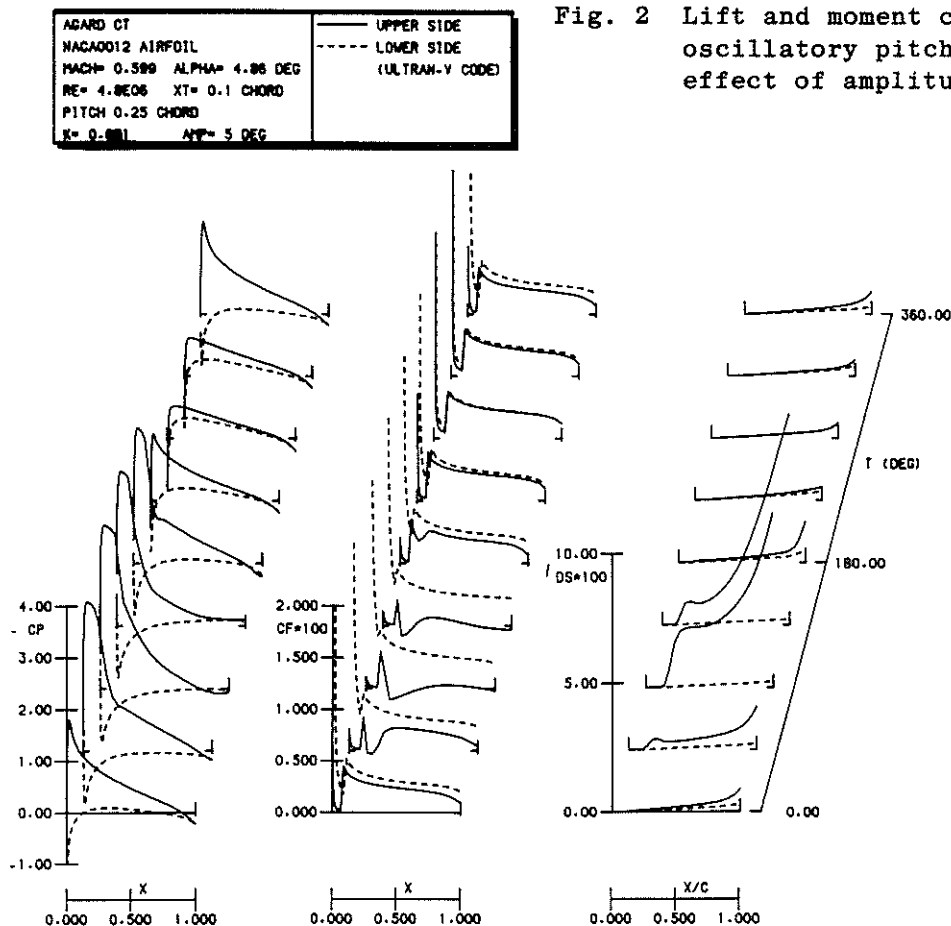 AGARD CT
NACA0012 AIRFOIL
MACH= 0.599 ALPHA= 4.86 DEG
RE= 4.8E06 XT= 0.1 CHORD
PITCH 0.25 CHORD
K= 0.081 AMP= 5 DEG
UPPER SIDE
LOWER SIDE
(ULTRAN-V CODE)
Fig. 2 Lift and moment c
oscillatory pitch
effect of amplitu
4.00
- CP
3.00
2.00
1.00
0.00
-1.00
X
0.000 0.500 1.000
2.000
CF*100
1.500
1.000
0.500
0.000
X
0.000 0.500 1.000
10.00
DS*100
5.00
0.00
X/C
0.000 0.500 1.000
360.00
T (DEG)
180.00
0.00